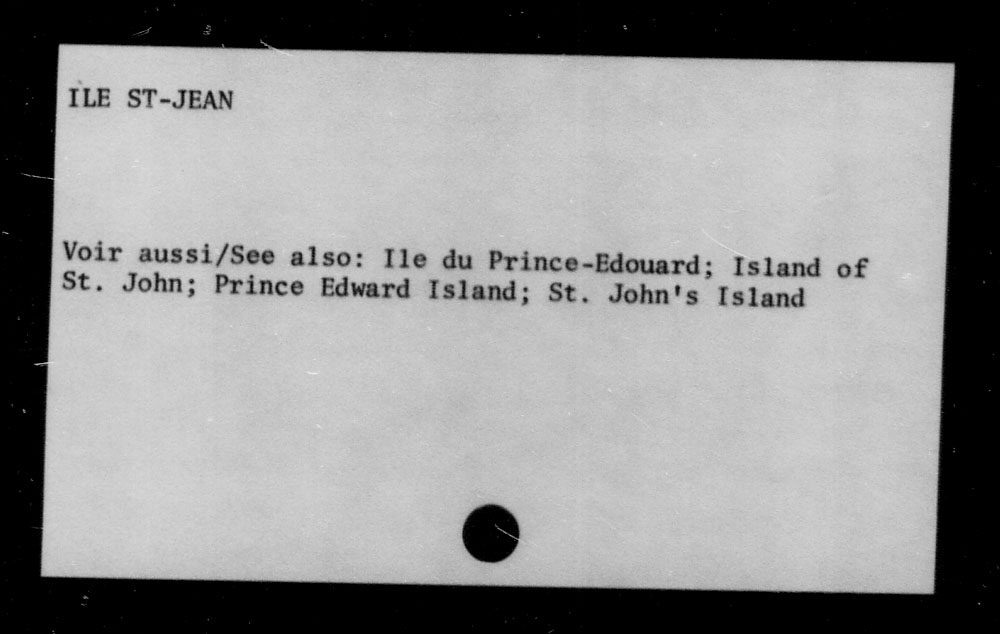 ILE ST-JEAN
Voir aussi/See also: Ile du Prince-Edouard; Island of
St. John; Prince Edward Island; St. John's Island